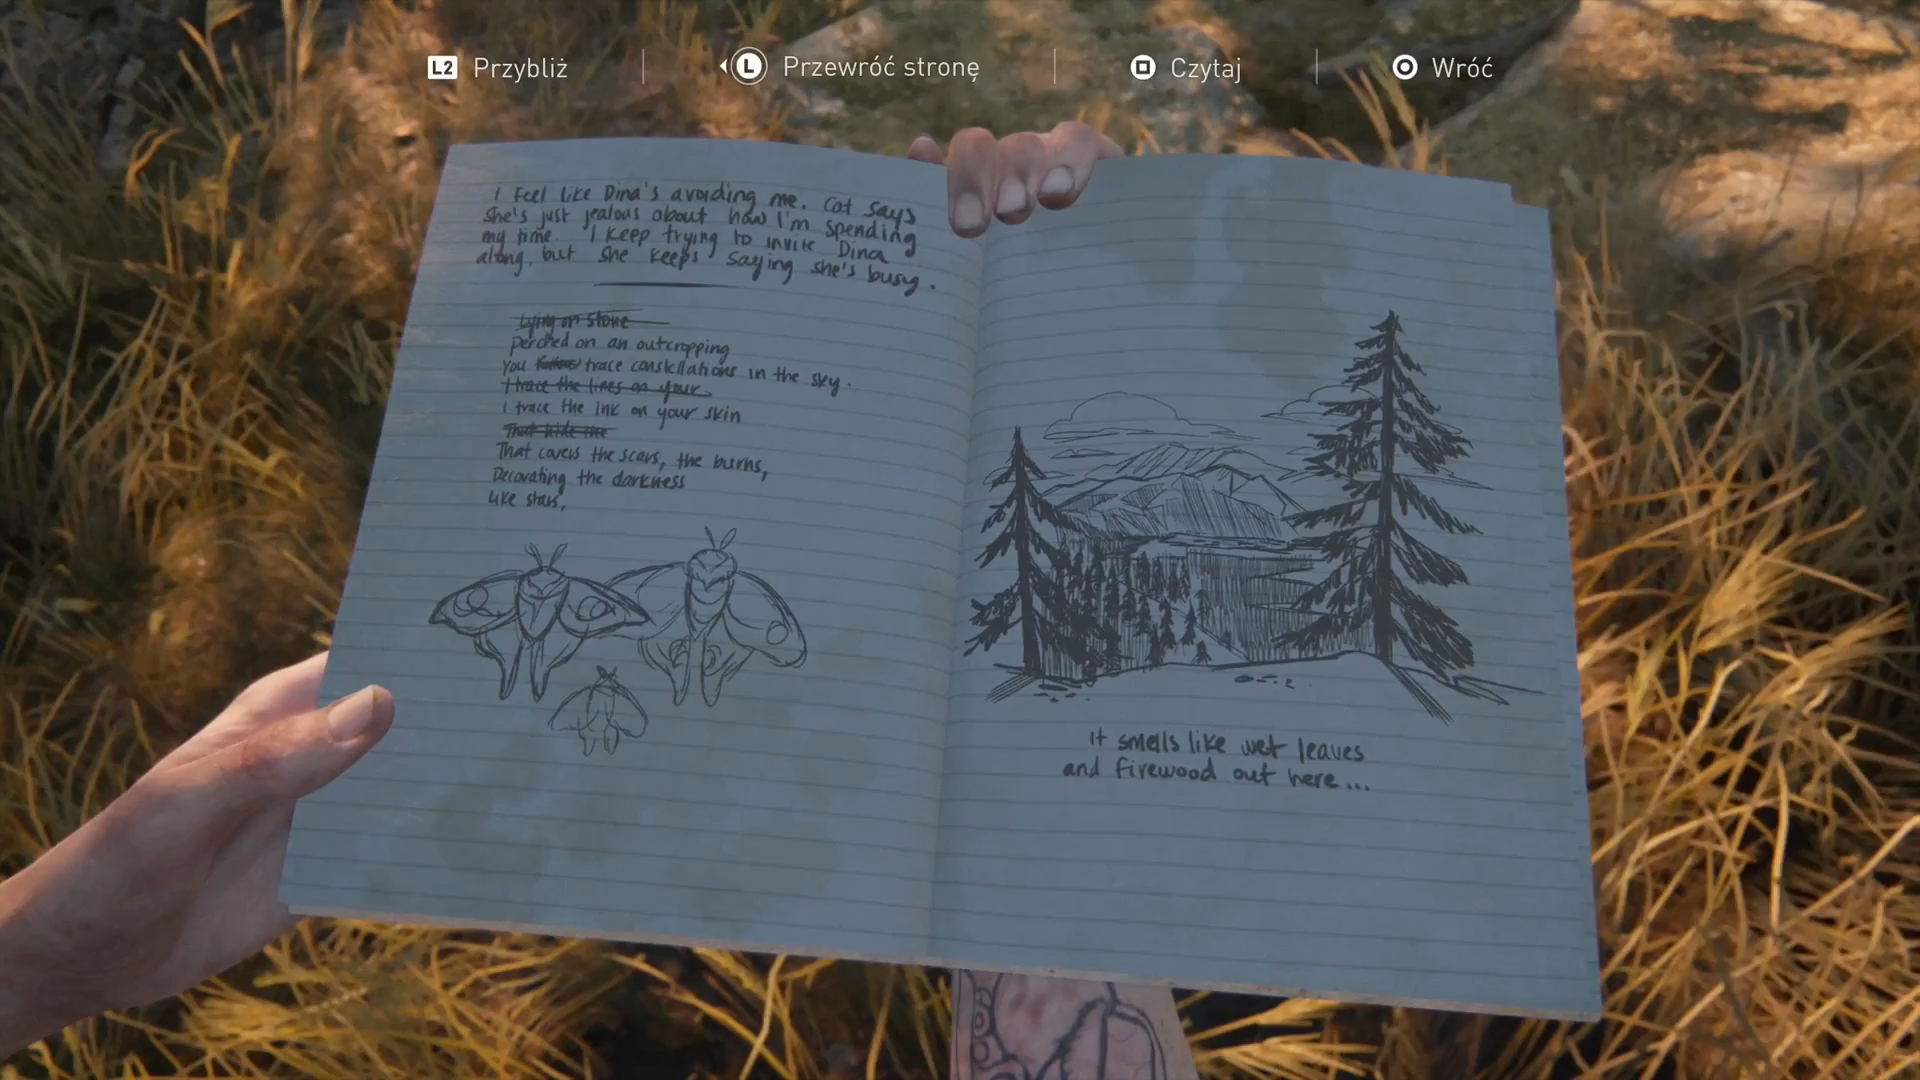 L2 Przybliż
L Przewróć stronę
Czytaj
Wróć
I feel like Dina's avoiding me. Cat says
she's just jealous about how I'm spending
my time. I keep trying to invite Dina
along, but she keeps saying she's busy.
Lying on stone
perched on an outcropping
You trace constellations in the sky.
I trace the lines on your
I trace the ink on your skin
That hide the
That covers the scars, the burns,
Decorating the darkness
Like stars,
It smells like wet leaves
and firewood out here...